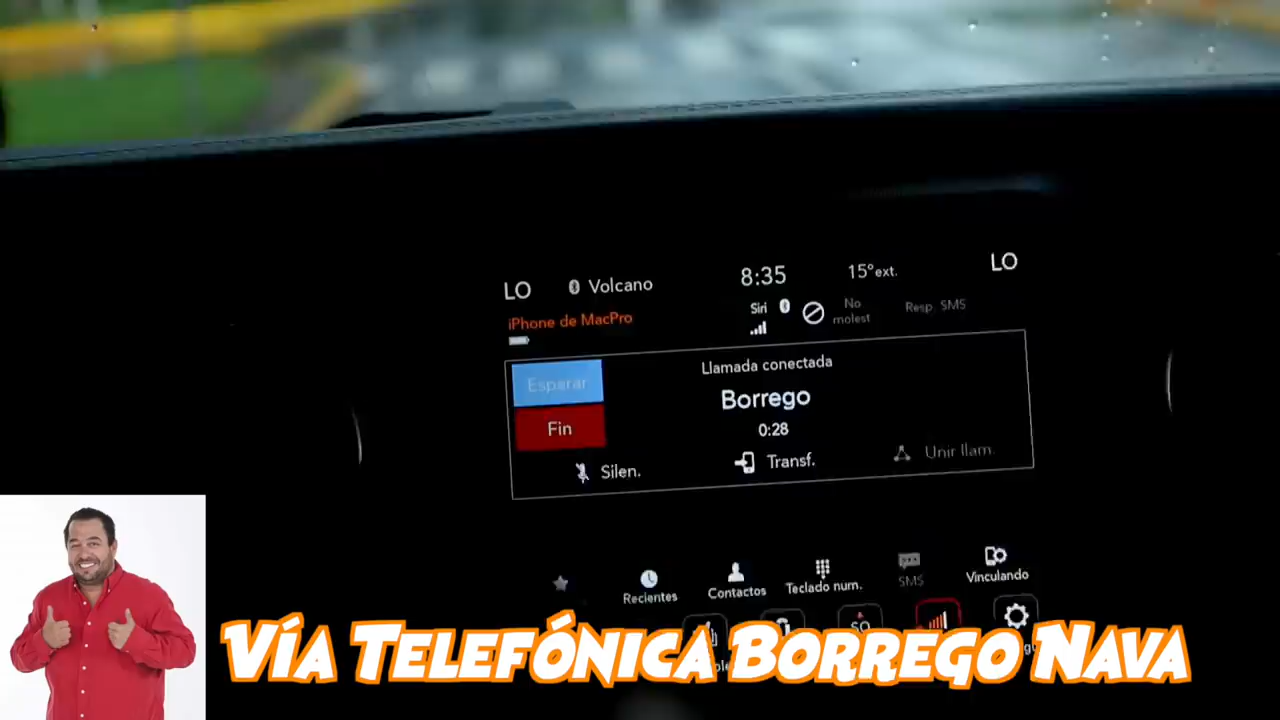 LO
Volcano
8:35
15°ext.
LO
iPhone de MacPro
Siri
No molest
Resp. SMS
Esparar
Llamada conectada
Borrego
Fin
0:28
Silen.
Transf.
Unir llam.
Recientes
Contactos
Teclado num.
SMS
Vinculando
VÍA TELEFÓNICA BORREGO NAVA